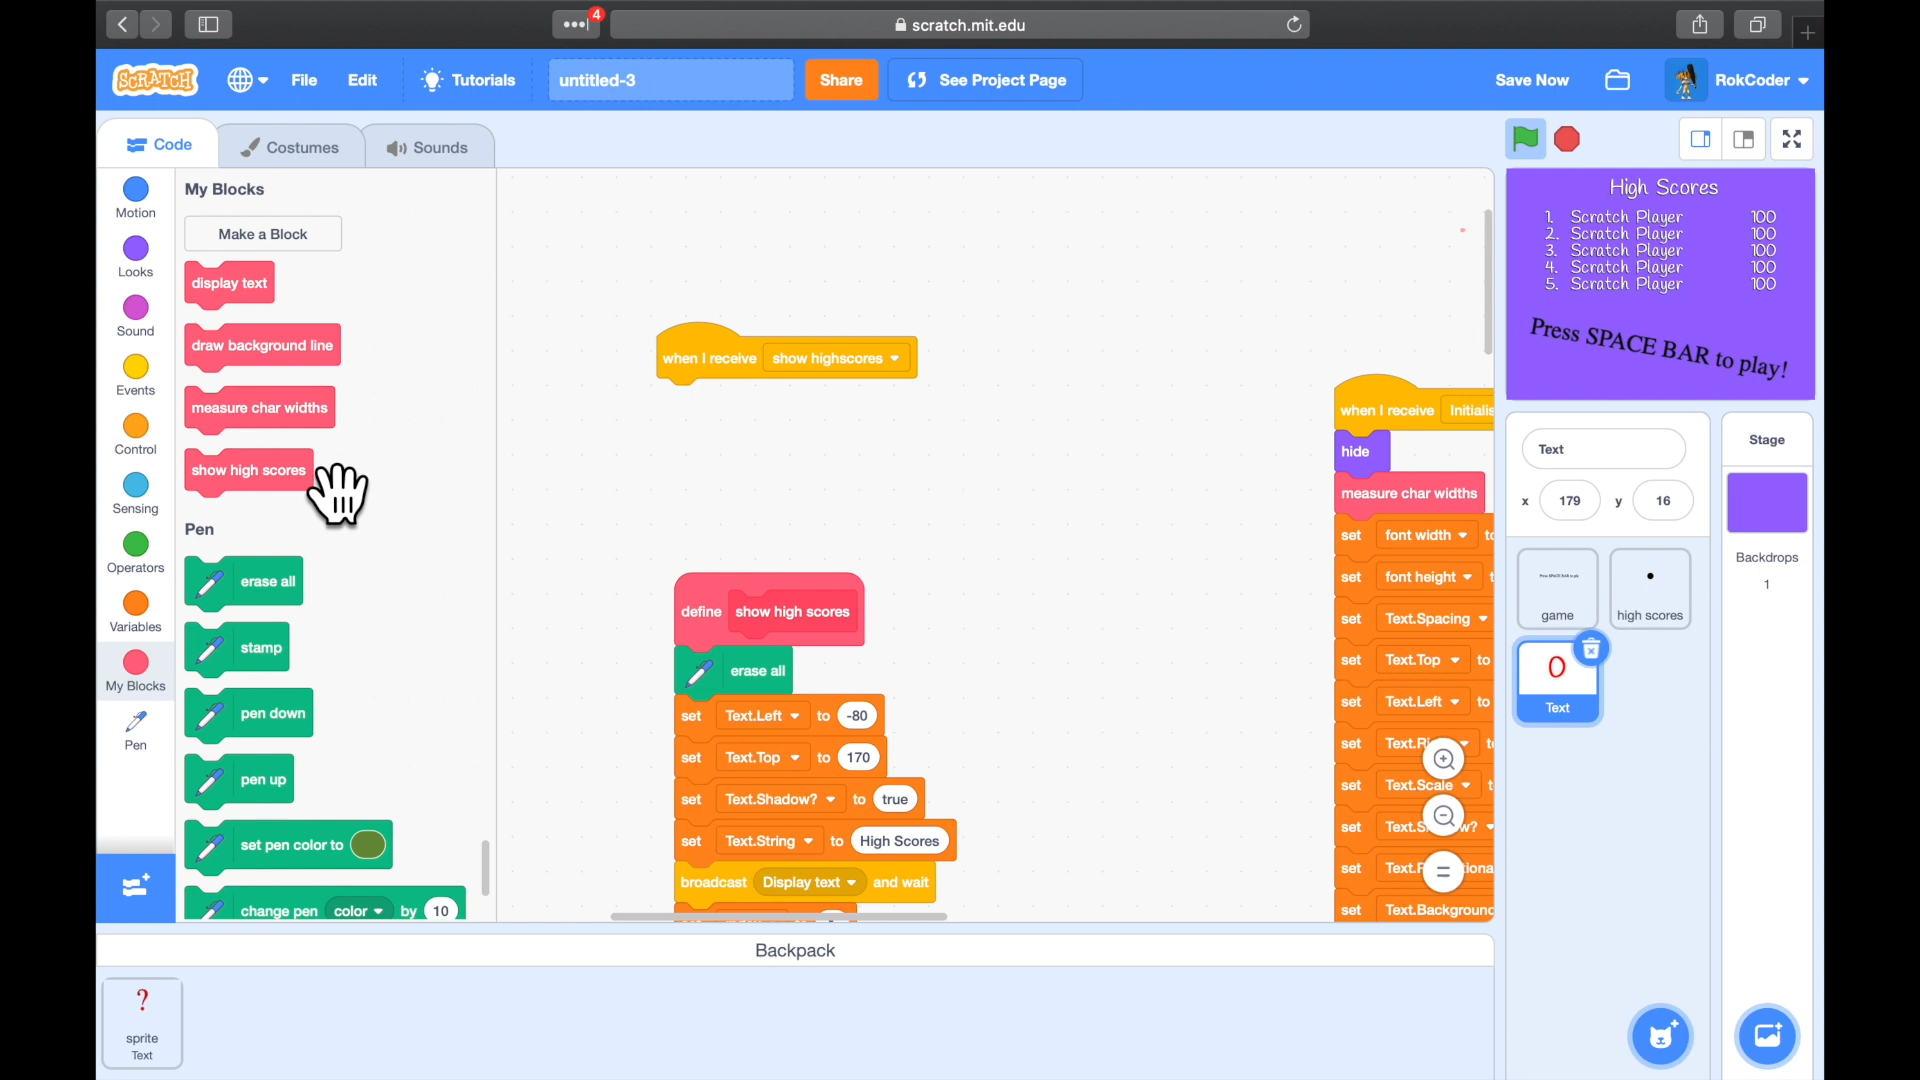 4
scratch.mit.edu
SCRATCH
File
Edit
Tutorials
untitled-3
Share
See Project Page
Save Now
RokCoder
Code
Costumes
Sounds
Motion
Looks
Sound
Events
Control
Sensing
Operators
Variables
My Blocks
Pen
My Blocks
Make a Block
display text
draw background line
measure char widths
show high scores
Pen
erase all
stamp
pen down
pen up
set pen color to
change pen color by 10
when I receive show highscores
define show high scores
erase all
set Text.Left to -80
set Text.Top to 170
set Text.Shadow? to true
set Text.String to High Scores
broadcast Display text and wait
when I receive Initialis
hide
measure char widths
set font width to
set font height t
set Text.Spacing
set Text.Top to
set Text.Left to
set
set Text.Scale t
set
set
set Text.Background
High Scores
1. Scratch Player 100
2. Scratch Player 100
3. Scratch Player 100
4. Scratch Player 100
5. Scratch Player 100
Press SPACE BAR to play!
Text
x 179 y 16
game
high scores
0
Text
Stage
Backdrops
1
Backpack
?
sprite
Text